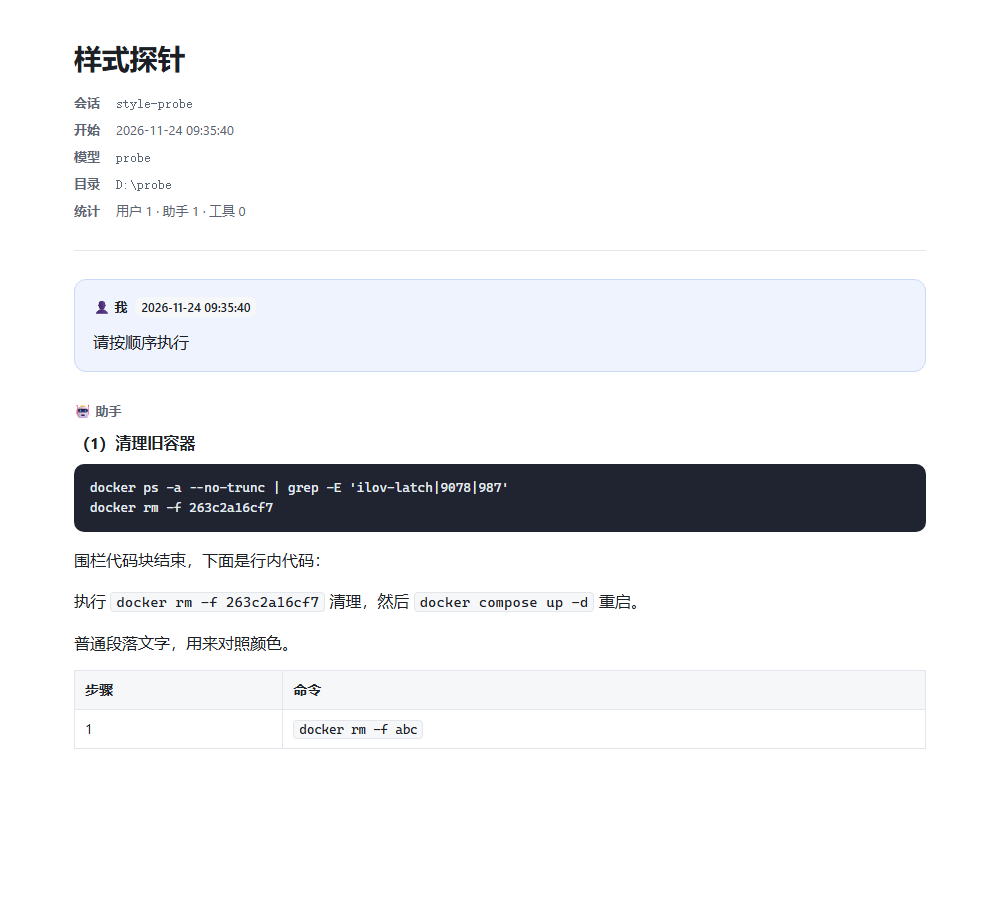 样式探针
会话 style-probe
开始 2026-11-24 09:35:40
模型 probe
目录 D:\probe
统计 用户 1 · 助手 1 · 工具 0
👤 我 2026-11-24 09:35:40
请按顺序执行
🤖 助手
（1）清理旧容器
docker ps -a --no-trunc | grep -E 'ilov-latch|9078|987'
docker rm -f 263c2a16cf7
围栏代码块结束，下面是行内代码：
执行 docker rm -f 263c2a16cf7 清理，然后 docker compose up -d 重启。
普通段落文字，用来对照颜色。
步骤 命令
1 docker rm -f abc